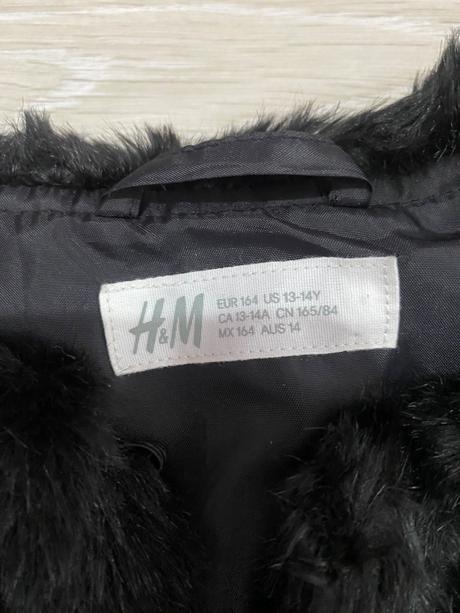 H&M
EUR 164 US 13-14Y
CA 13-14A CN 165/84
MX 164 AUS 14